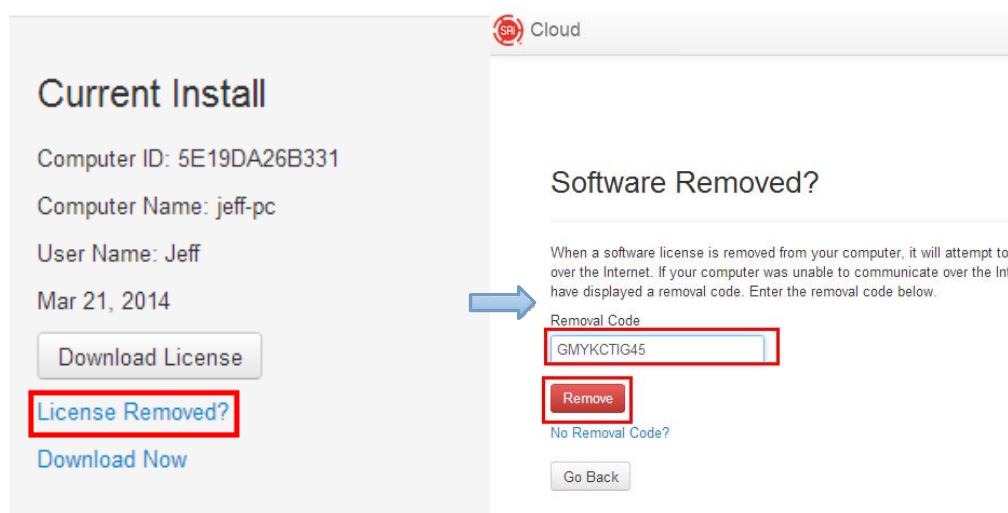 Current Install
Computer ID: 5E19DA26B331
Computer Name: jeff-pc
User Name: Jeff
Mar 21, 2014
Download License
License Removed?
Download Now
SAi Cloud
Software Removed?
When a software license is removed from your computer, it will attempt to
over the Internet. If your computer was unable to communicate over the In
have displayed a removal code. Enter the removal code below.
Removal Code
GMYKCTIG45
Remove
No Removal Code?
Go Back